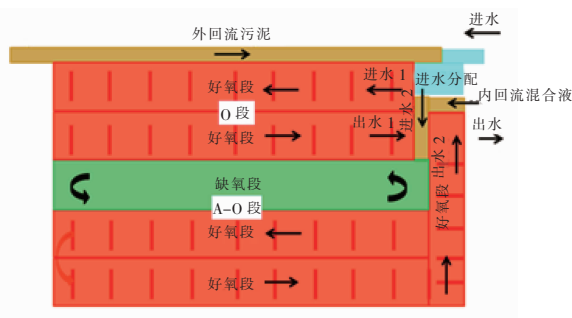 进水
外回流污泥
进水 1
进水分配
好氧段
进水 2
内回流混合液
O 段
出水 1
出水
好氧段
缺氧段
出水 2
A-O 段
好氧段
好氧段
好氧段